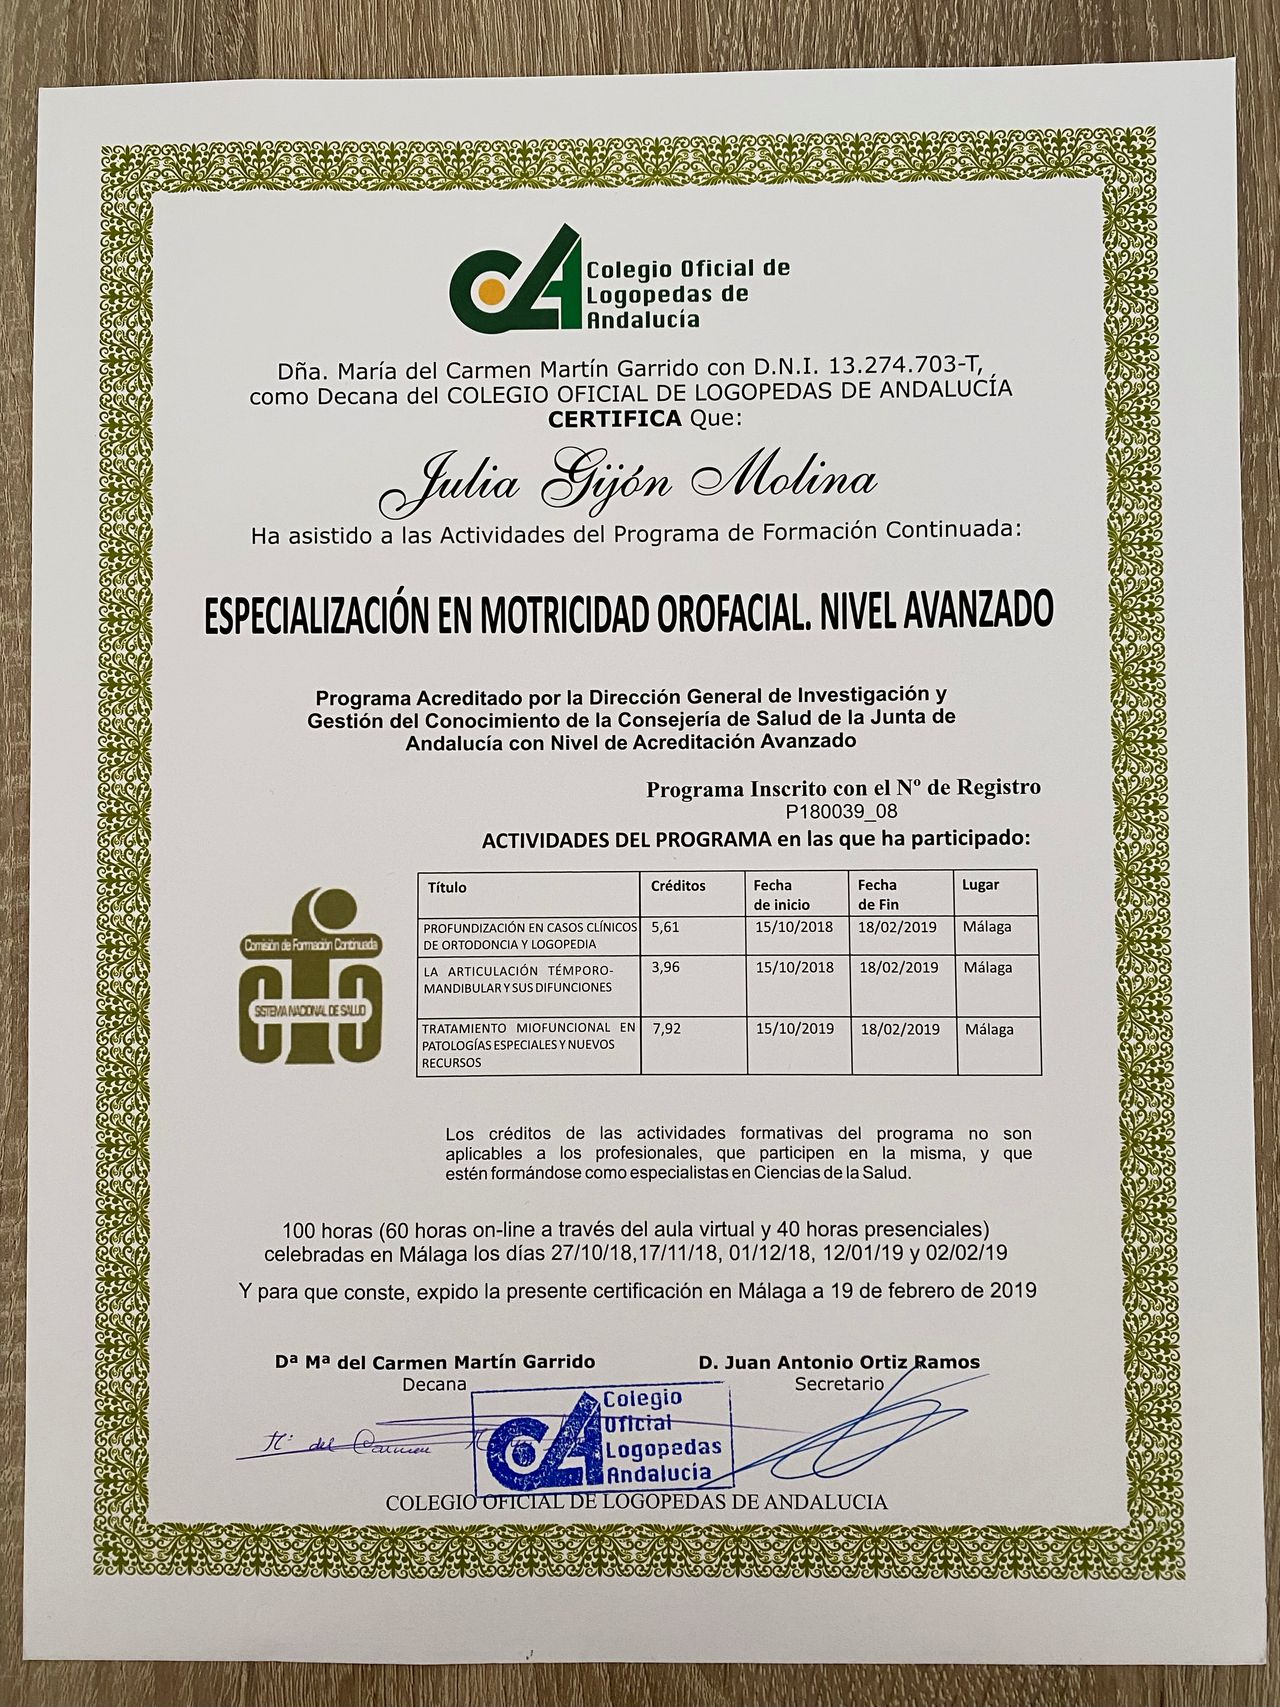 Colegio Oficial de
Logopedas de
Andalucía
Dña. María del Carmen Martín Garrido con D.N.I. 13.274.703-T,
como Decana del COLEGIO OFICIAL DE LOGOPEDAS DE ANDALUCÍA
CERTIFICA Que:
Julia Gijón Molina
Ha asistido a las Actividades del Programa de Formación Continuada:
ESPECIALIZACIÓN EN MOTRICIDAD OROFACIAL. NIVEL AVANZADO
Programa Acreditado por la Dirección General de Investigación y
Gestión del Conocimiento de la Consejería de Salud de la Junta de
Andalucía con Nivel de Acreditación Avanzado
Programa Inscrito con el Nº de Registro
P180039_08
ACTIVIDADES DEL PROGRAMA en las que ha participado:
Comisión de Formación Continuada
SISTEMA NACIONAL DE SALUD
Título Créditos Fecha Fecha Lugar
de inicio de Fin
PROFUNDIZACIÓN EN CASOS CLÍNICOS 5,61 15/10/2018 18/02/2019 Málaga
DE ORTODONCIA Y LOGOPEDIA
LA ARTICULACIÓN TÉMPORO- 3,96 15/10/2018 18/02/2019 Málaga
MANDIBULAR Y SUS DIFUNCIONES
TRATAMIENTO MIOFUNCIONAL EN 7,92 15/10/2019 18/02/2019 Málaga
PATOLOGÍAS ESPECIALES Y NUEVOS
RECURSOS
Los créditos de las actividades formativas del programa no son
aplicables a los profesionales, que participen en la misma, y que
estén formándose como especialistas en Ciencias de la Salud.
100 horas (60 horas on-line a través del aula virtual y 40 horas presenciales)
celebradas en Málaga los días 27/10/18,17/11/18, 01/12/18, 12/01/19 y 02/02/19
Y para que conste, expido la presente certificación en Málaga a 19 de febrero de 2019
Dª Mª del Carmen Martín Garrido D. Juan Antonio Ortiz Ramos
Decana Secretario
Mª del Carmen
Colegio
Oficial
Logopedas
Andalucía
COLEGIO OFICIAL DE LOGOPEDAS DE ANDALUCIA